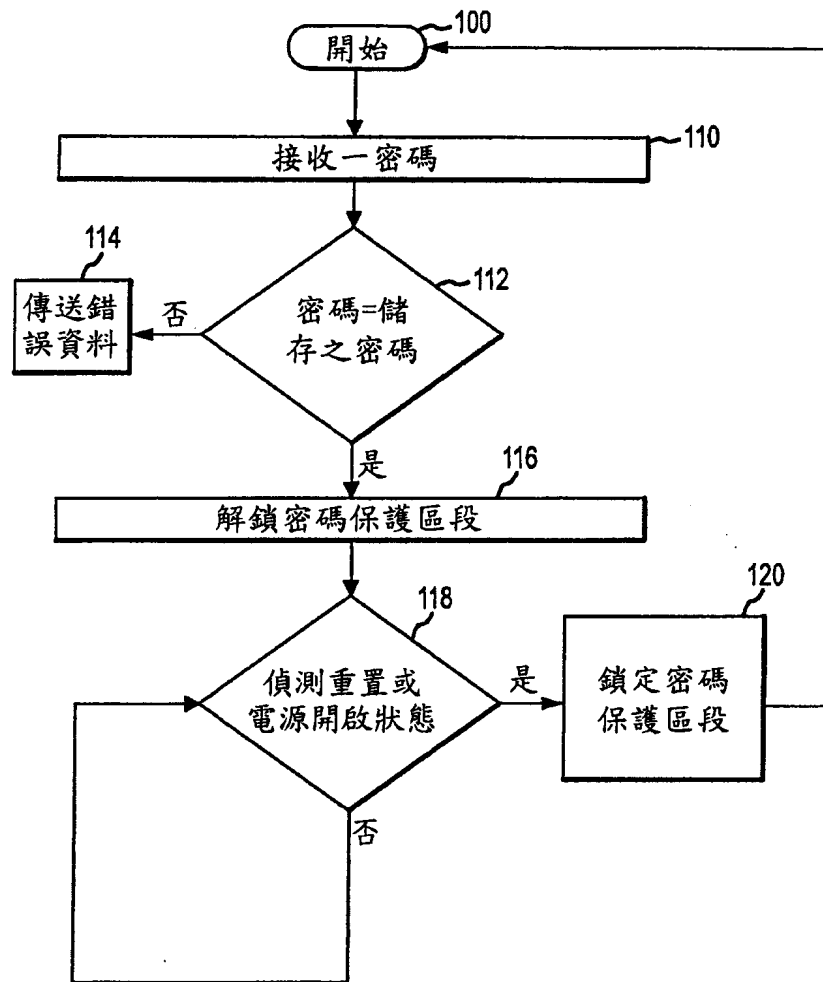 100
開始
110
接收一密碼
112
密碼=儲
存之密碼
114
傳送錯
誤資料
否
是
116
解鎖密碼保護區段
118
偵測重置或
電源開啟狀態
是
120
鎖定密碼
保護區段
否